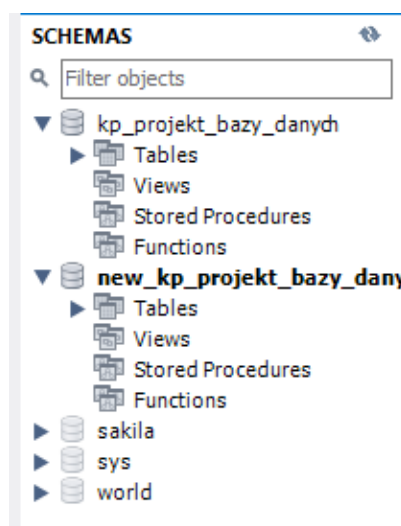 SCHEMAS
Filter objects
kp_projekt_bazy_danych
Tables
Views
Stored Procedures
Functions
new_kp_projekt_bazy_dany
Tables
Views
Stored Procedures
Functions
sakila
sys
world